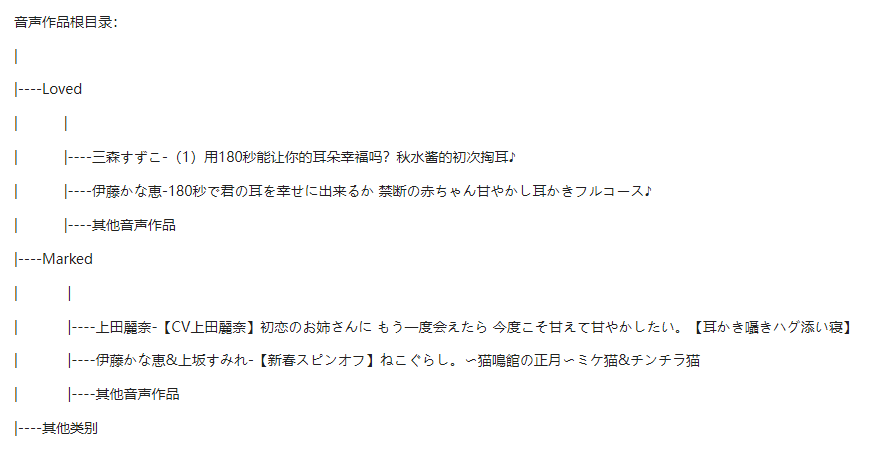 音声作品根目录：
|
|----Loved
|          |
|          |----三森すずこ-（1）用180秒能让你的耳朵幸福吗？秋水酱的初次掏耳♪
|          |----伊藤かな恵-180秒で君の耳を幸せに出来るか 禁断の赤ちゃん甘やかし耳かきフルコース♪
|          |----其他音声作品
|----Marked
|           |
|           |----上田麗奈-【CV上田麗奈】初恋のお姉さんに もう一度会えたら 今度こそ甘えて甘やかしたい。【耳かき囁きハグ添い寝】
|           |----伊藤かな恵&上坂すみれ-【新春スピンオフ】ねこぐらし。∽猫鳴館の正月∽ミケ猫&チンチラ猫
|           |----其他音声作品
|----其他类别